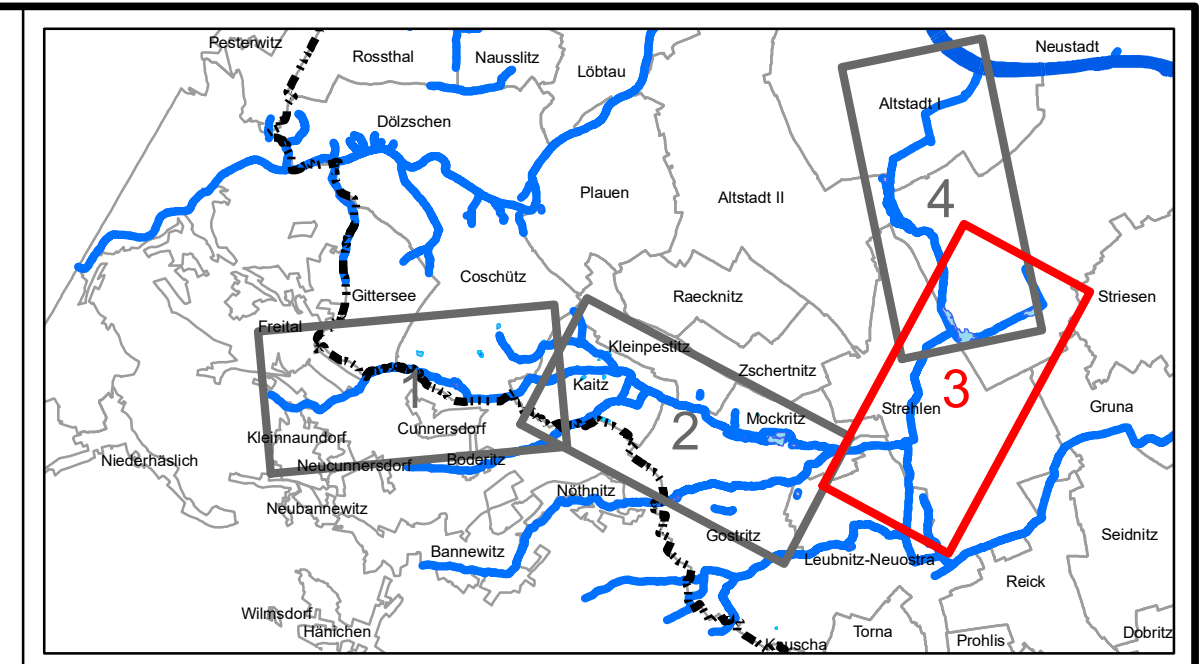 Pesterwitz
Rossthal
Nausslitz
Neustadt
Löbtau
Altstadt I
Dölzschen
Plauen
Altstadt II
4
Coschütz
Gittersee
Raecknitz
Striesen
Freital
Kleinpestitz
Zschertnitz
Kaitz
1
3
Strehlen
Gruna
Mockritz
Cunnersdorf
2
Kleinnaundorf
Niederhäslich
Neucunnersdorf
Boderitz
Nöthnitz
Neubannewitz
Gostritz
Seidnitz
Bannewitz
Leubnitz-Neuostra
Reick
Wilmsdorf
Hänichen
Torna
Prohlis
Dobritz
Kauscha